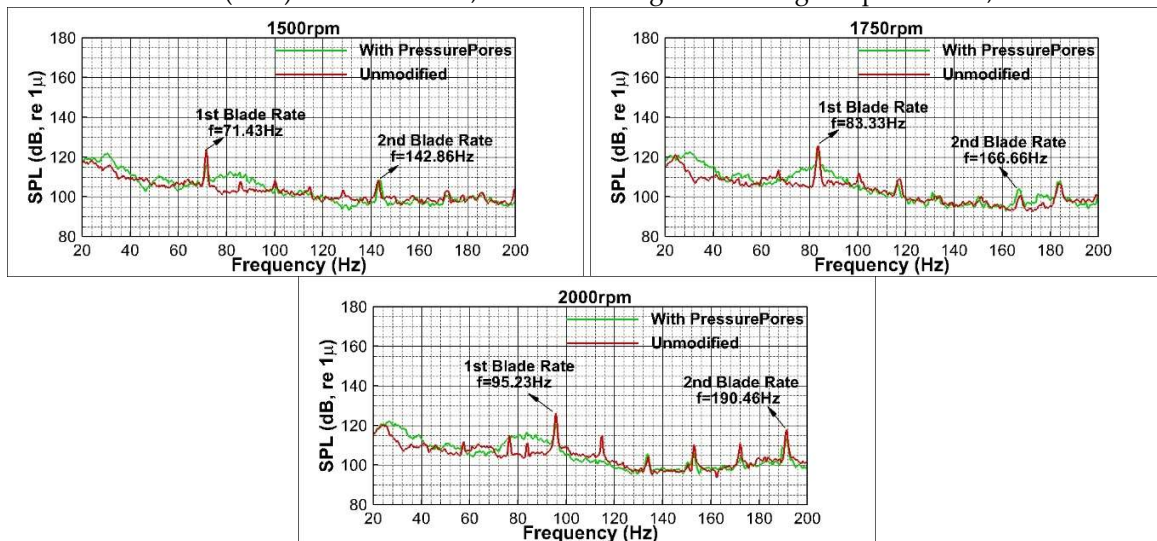 1500rpm
With PressurePores
Unmodified
1st Blade Rate
f=71.43Hz
2nd Blade Rate
f=142.86Hz
SPL (dB, re 1μ)
180
160
140
120
100
80
20 40 60 80 100 120 140 160 180 200
Frequency (Hz)
1750rpm
With PressurePores
Unmodified
1st Blade Rate
f=83.33Hz
2nd Blade Rate
f=166.66Hz
SPL (dB, re 1μ)
180
160
140
120
100
80
20 40 60 80 100 120 140 160 180 200
Frequency (Hz)
2000rpm
With PressurePores
Unmodified
1st Blade Rate
f=95.23Hz
2nd Blade Rate
f=190.46Hz
SPL (dB, re 1μ)
180
160
140
120
100
80
20 40 60 80 100 120 140 160 180 200
Frequency (Hz)